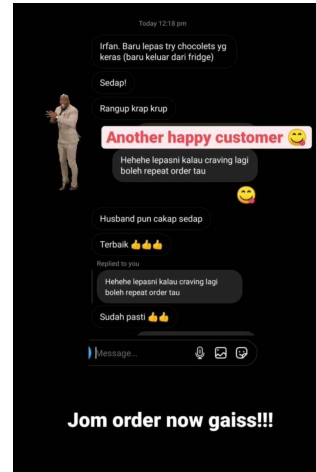 Today 12:18 pm
Irfan. Baru lepas try chocolets yg
keras (baru keluar dari fridge)
Sedap!
Rangup krap krup
Another happy customer 😋
Hehehe lepasni kalau craving lagi
boleh repeat order tau
😋
Husband pun cakap sedap
Terbaik 👍👍👍
Replied to you
Hehehe lepasni kalau craving lagi
boleh repeat order tau
Sudah pasti 👍👍
Message...
Jom order now gaiss!!!